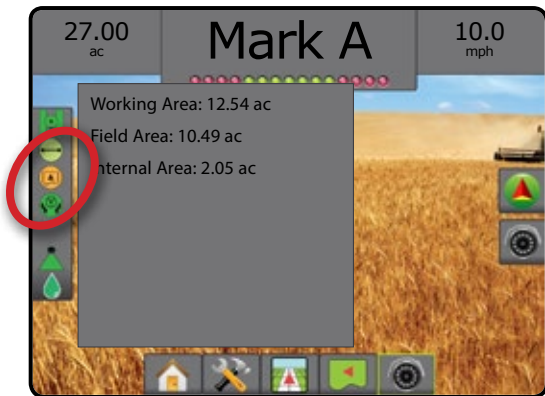 27.00
ac
Mark A
10.0
mph
Working Area: 12.54 ac
Field Area: 10.49 ac
nternal Area: 2.05 ac